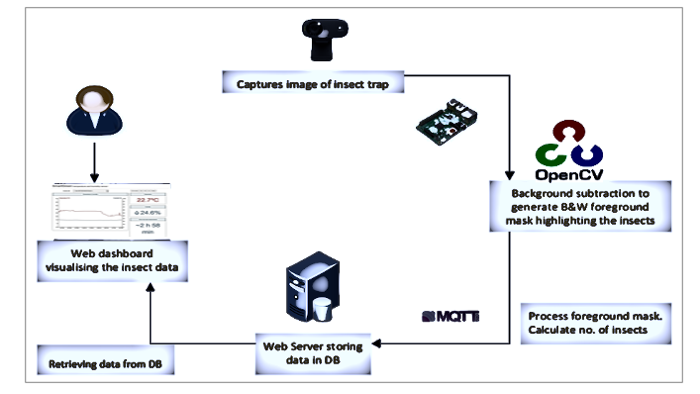 Captures image of insect trap
OpenCV
Background subtraction to
generate B&W foreground
mask highlighting the insects
22.7°C
24.6%
~2 h 58
min
Web dashboard
visualising the insect data
MQTT
Process foreground mask.
Calculate no. of insects
Web Server storing
data in DB
Retrieving data from DB